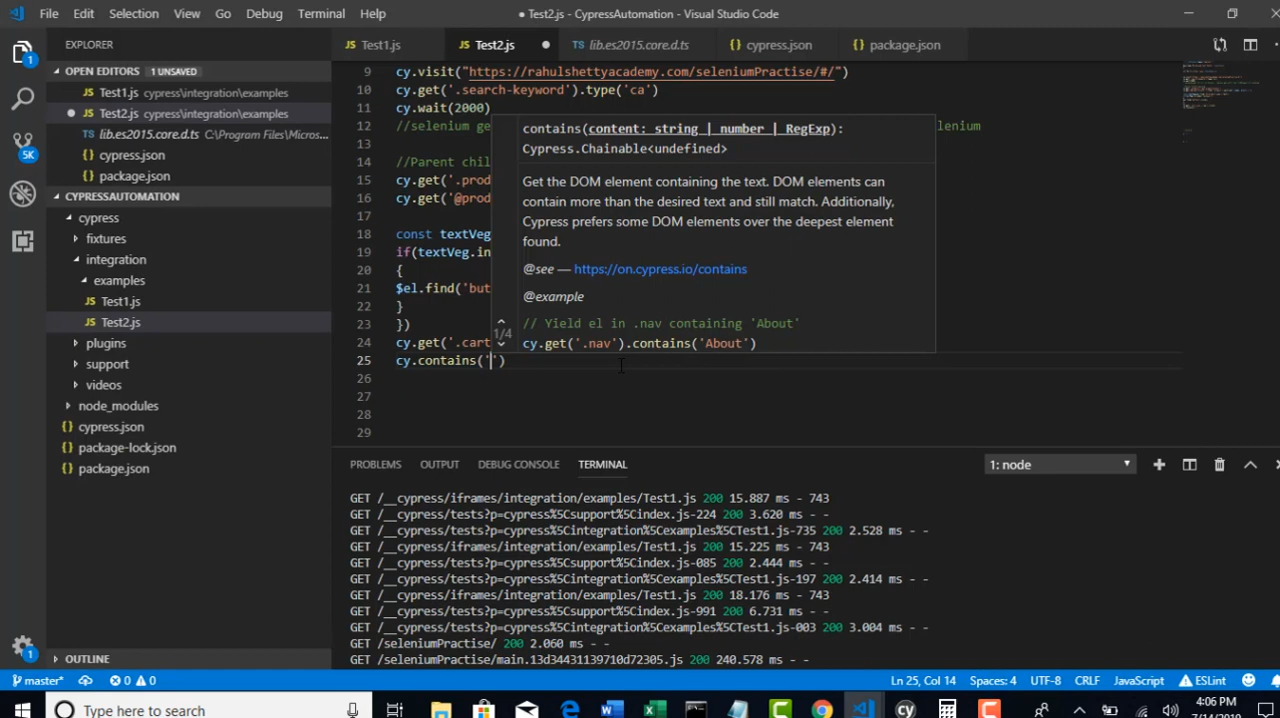 File Edit Selection View Go Debug Terminal Help
● Test2.js - CypressAutomation - Visual Studio Code
EXPLORER
OPEN EDITORS 1 UNSAVED
Test1.js cypress\integration\examples
Test2.js cypress\integration\examples
lib.es2015.core.d.ts C:\Program Files\Micros...
cypress.json
package.json
CYPRESSAUTOMATION
cypress
fixtures
integration
examples
JS Test1.js
JS Test2.js
plugins
support
videos
node_modules
{} cypress.json
{} package-lock.json
{} package.json
OUTLINE
JS Test1.js JS Test2.js TS lib.es2015.core.d.ts {} cypress.json {} package.json
9 cy.visit("https://rahulshettyacademy.com/seleniumPractise/#/")
10 cy.get('.search-keyword').type('ca')
11 cy.wait(2000)
12 //selenium ge lenium
13
14 //Parent chil
15 cy.get('.prod
16 cy.get('@prod
17
18 const textVeg
19 if(textVeg.in
20 {
21 $el.find('but
22 }
23 })
24 cy.get('.cart
25 cy.contains('')
26
27
28
29
contains(content: string | number | RegExp):
Cypress.Chainable<undefined>
Get the DOM element containing the text. DOM elements can
contain more than the desired text and still match. Additionally,
Cypress prefers some DOM elements over the deepest element
found.
@see — https://on.cypress.io/contains
@example
1/4
// Yield el in .nav containing 'About'
cy.get('.nav').contains('About')
PROBLEMS OUTPUT DEBUG CONSOLE TERMINAL
1: node
GET /__cypress/iframes/integration/examples/Test1.js 200 15.887 ms - 743
GET /__cypress/tests?p=cypress%5Csupport%5Cindex.js-224 200 3.620 ms - -
GET /__cypress/tests?p=cypress%5Cintegration%5Cexamples%5CTest1.js-735 200 2.528 ms - -
GET /__cypress/iframes/integration/examples/Test1.js 200 15.225 ms - 743
GET /__cypress/tests?p=cypress%5Csupport%5Cindex.js-085 200 2.444 ms - -
GET /__cypress/tests?p=cypress%5Cintegration%5Cexamples%5CTest1.js-197 200 2.414 ms - -
GET /__cypress/iframes/integration/examples/Test1.js 200 18.176 ms - 743
GET /__cypress/tests?p=cypress%5Csupport%5Cindex.js-991 200 6.731 ms - -
GET /__cypress/tests?p=cypress%5Cintegration%5Cexamples%5CTest1.js-003 200 3.004 ms - -
GET /seleniumPractise/ 200 2.060 ms - -
GET /seleniumPractise/main.13d34431139710d72305.js 200 240.578 ms - -
1
5K
1
master* 0 0 Ln 25, Col 14 Spaces: 4 UTF-8 CRLF JavaScript ESLint
Type here to search
4:06 PM